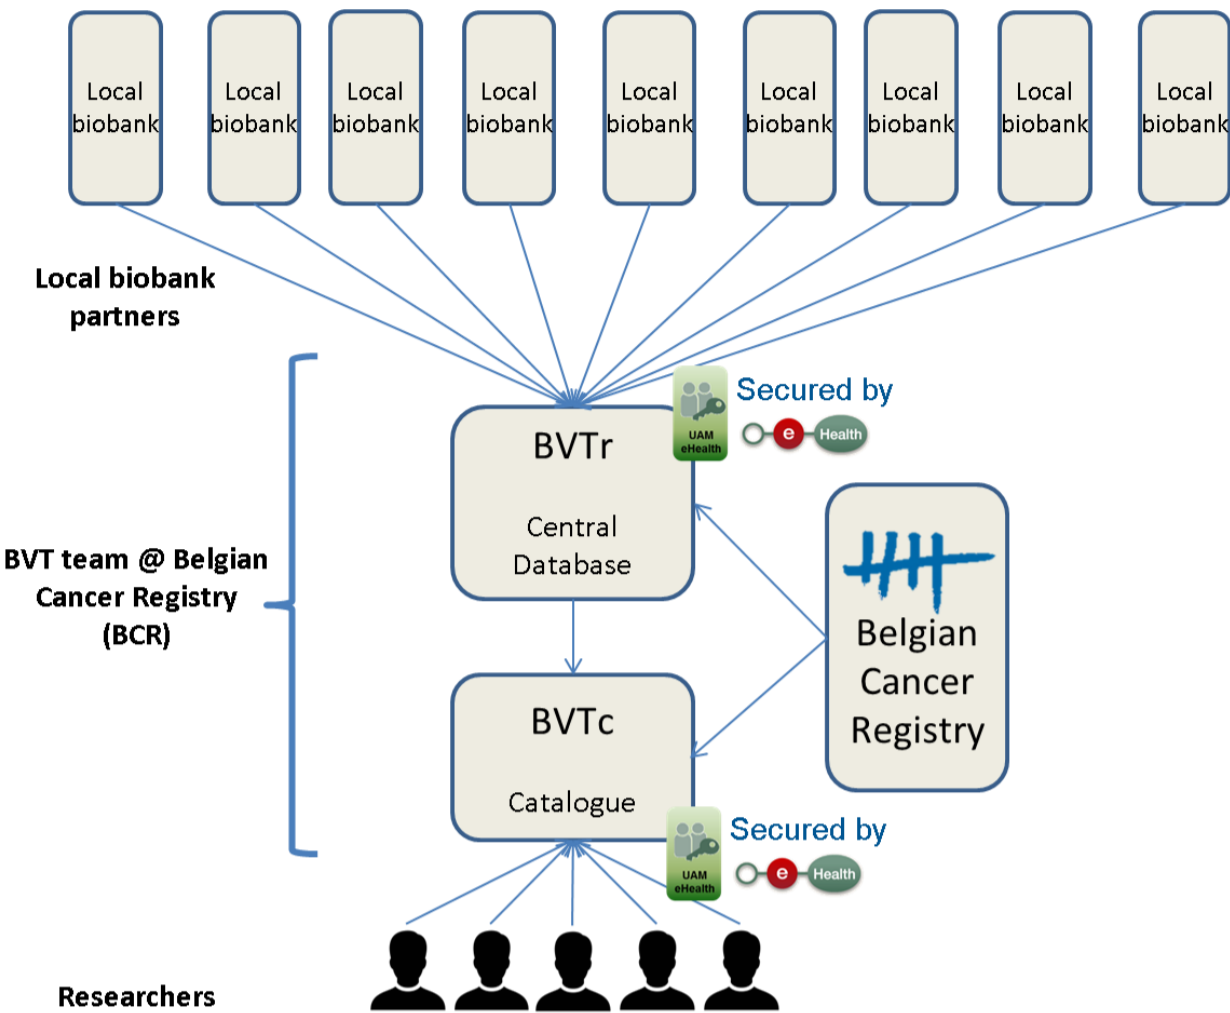 Local
biobank
Local
biobank
Local
biobank
Local
biobank
Local
biobank
Local
biobank
Local
biobank
Local
biobank
Local
biobank
Local biobank
partners
BVTr
Central
Database
UAM
eHealth
Secured by
e Health
BVT team @ Belgian
Cancer Registry
(BCR)
Belgian
Cancer
Registry
BVTc
Catalogue
UAM
eHealth
Secured by
e Health
Researchers